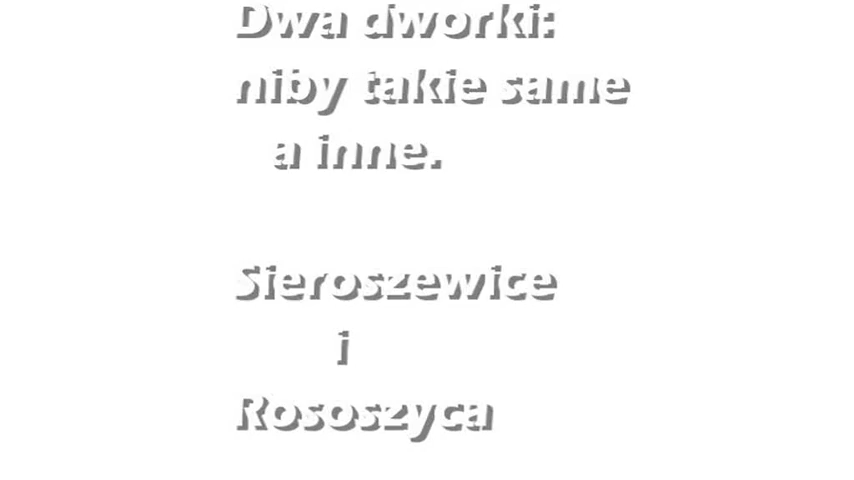 Dwa dworki:
niby takie same
a inne.
Sieroszewice
i
Rososzyca